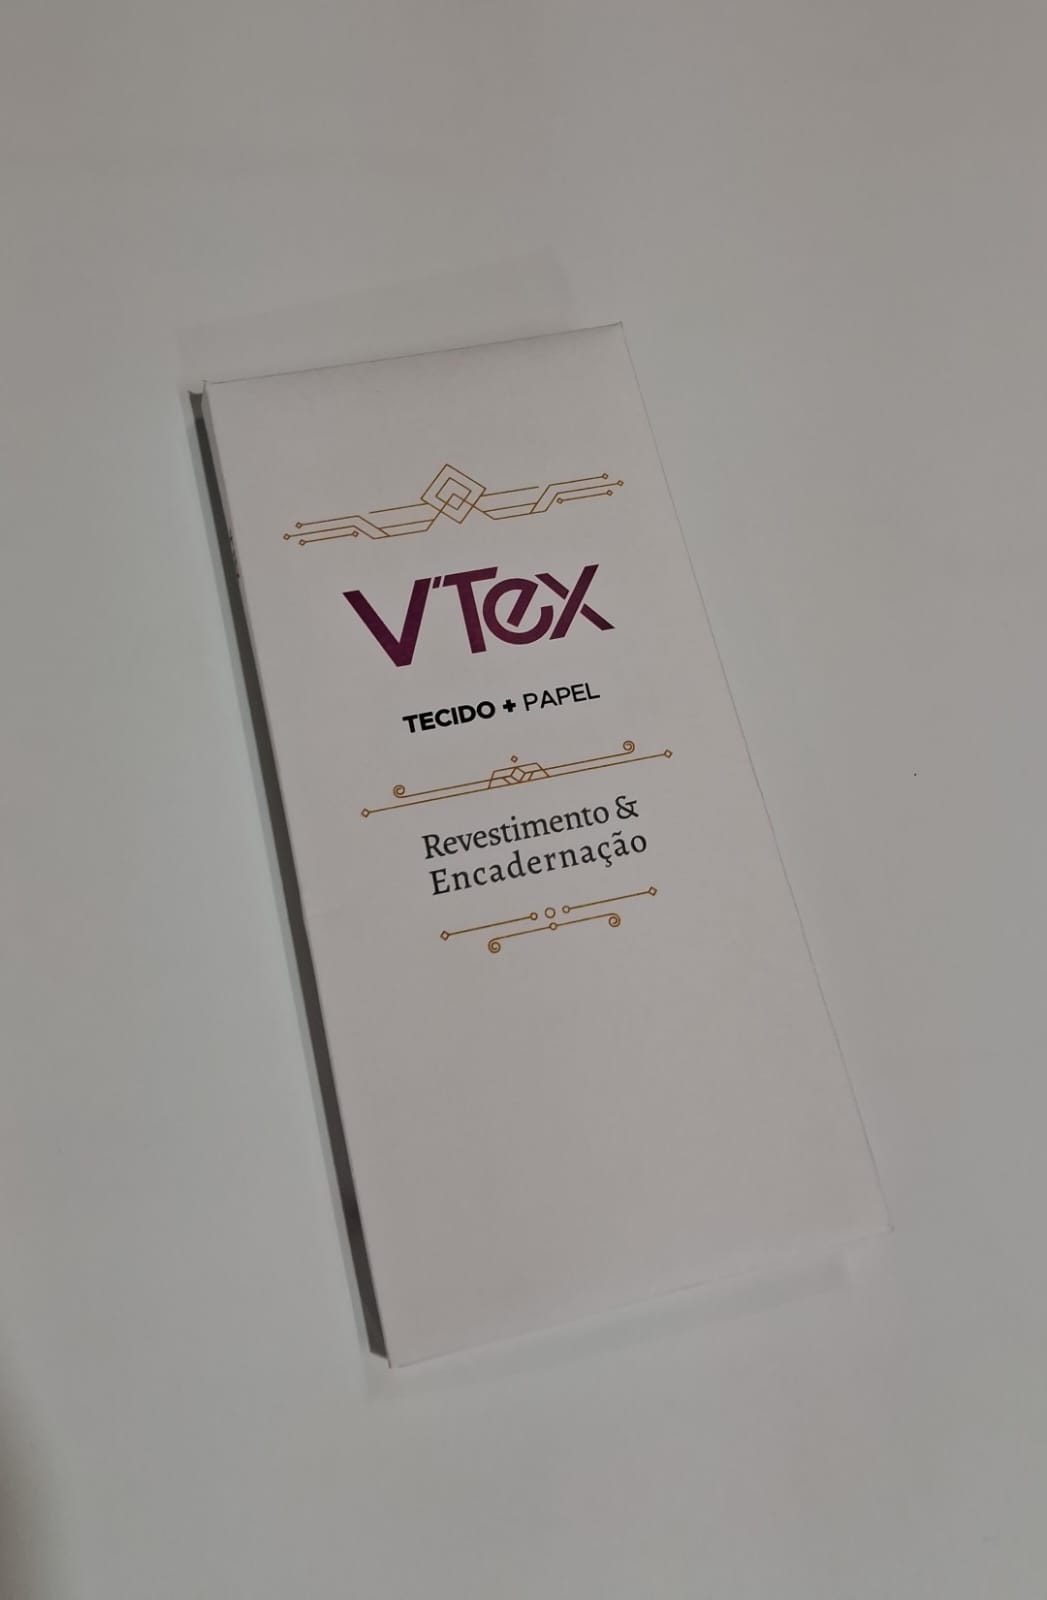 V'Tex
TECIDO + PAPEL
Revestimento &
Encadernação